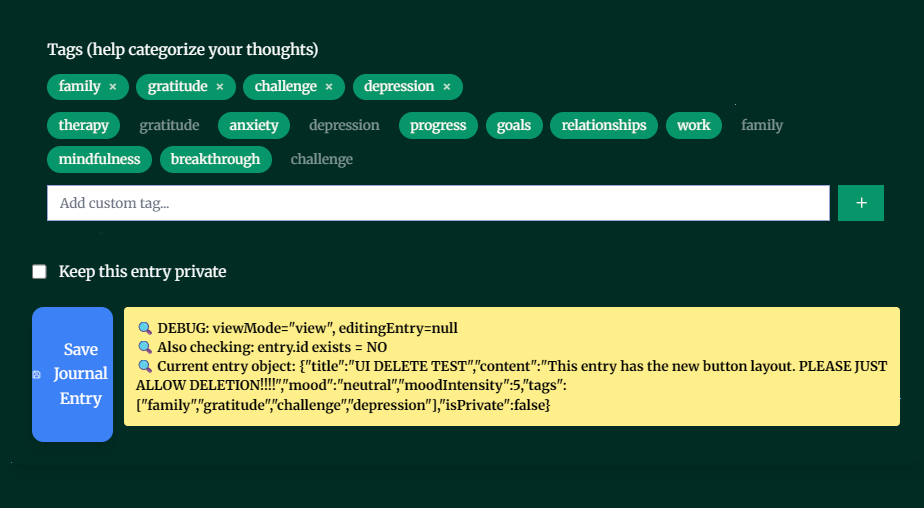 Tags (help categorize your thoughts)
family × gratitude × challenge × depression ×
therapy gratitude anxiety depression progress goals relationships work family
mindfulness breakthrough challenge
Add custom tag... +
Keep this entry private
Save Journal Entry
🔍 DEBUG: viewMode="view", editingEntry=null
🔍 Also checking: entry.id exists = NO
🔍 Current entry object: {"title":"UI DELETE TEST","content":"This entry has the new button layout. PLEASE JUST
ALLOW DELETION!!!!","mood":"neutral","moodIntensity":5,"tags":
["family","gratitude","challenge","depression"],"isPrivate":false}